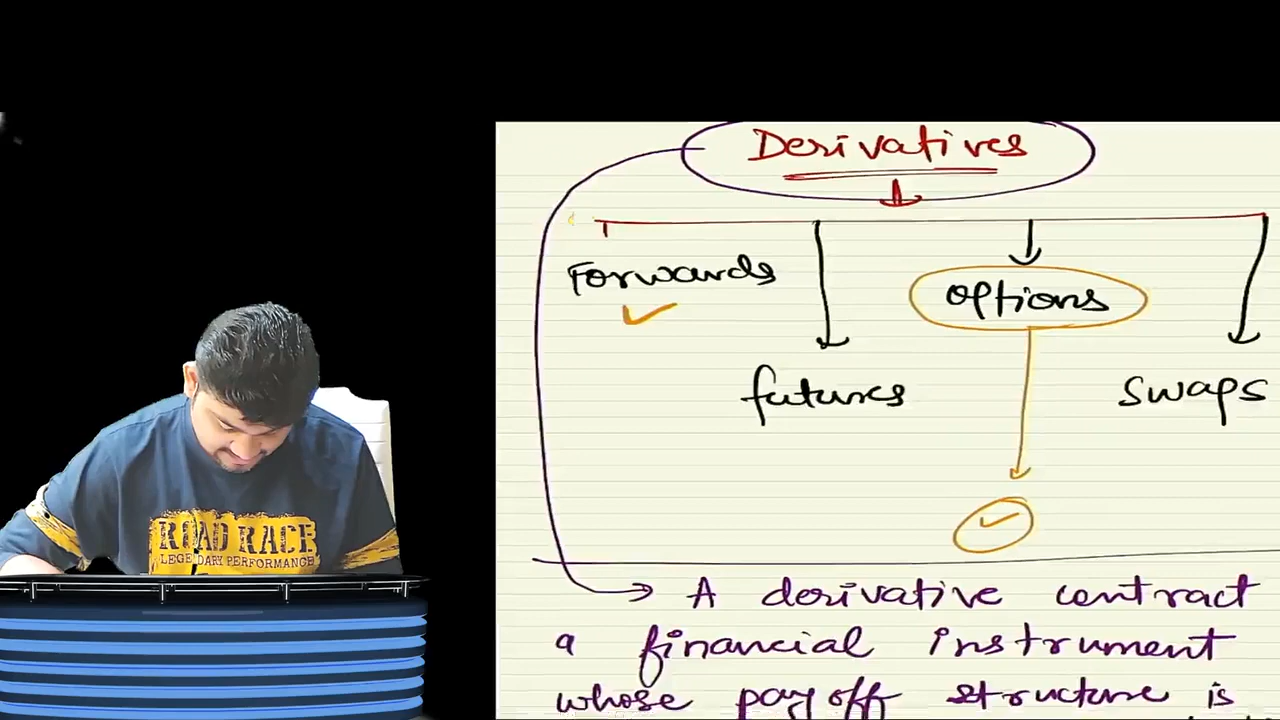 Derivatives
Forwards
options
futures
swaps
A derivative contract
a financial instrument
whose payoff structure is
ROAD RACE
LEGENDARY PERFORMANCE